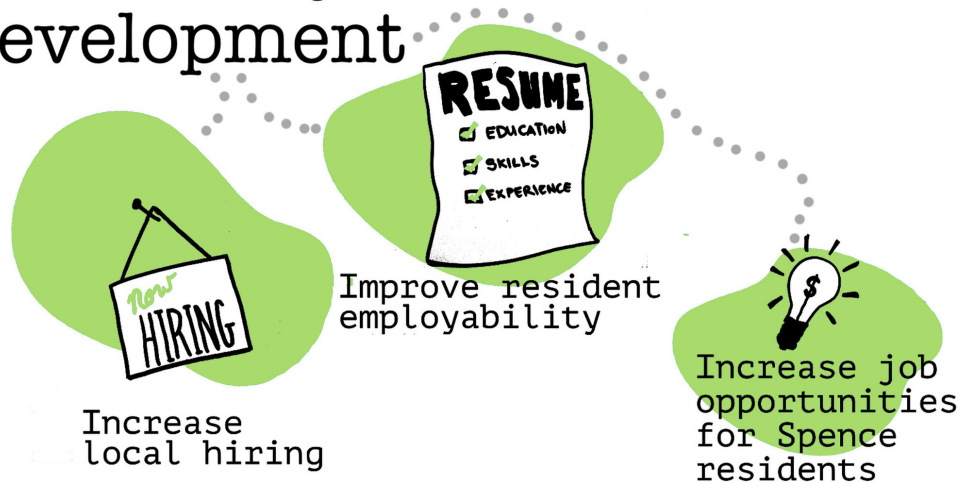 evelopment
RESUME
EDUCATION
SKILLS
EXPERIENCE
Improve resident
employability
now
HIRING
Increase
local hiring
$
Increase job
opportunities
for Spence
residents